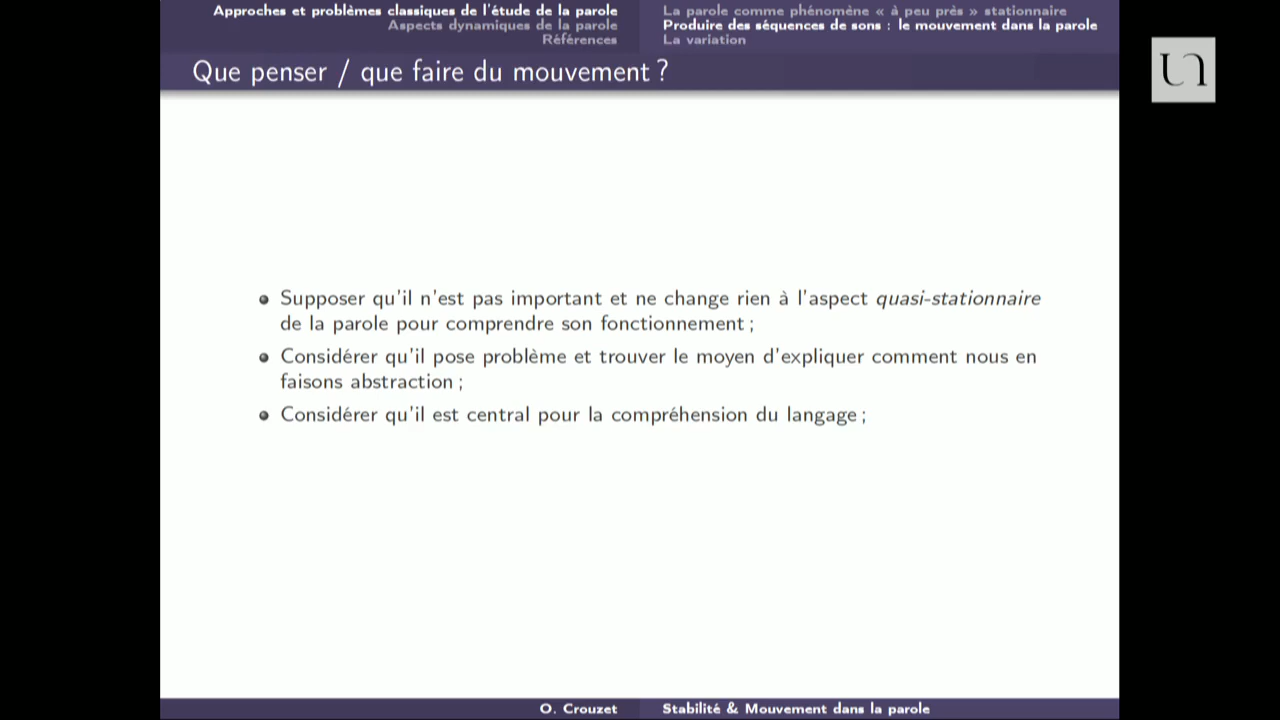 Approches et problèmes classiques de l'étude de la parole
Aspects dynamiques de la parole
Références
La parole comme phénomène « à peu près » stationnaire
Produire des séquences de sons : le mouvement dans la parole
La variation
Que penser / que faire du mouvement ?
Supposer qu'il n'est pas important et ne change rien à l'aspect quasi-stationnaire
de la parole pour comprendre son fonctionnement ;
Considérer qu'il pose problème et trouver le moyen d'expliquer comment nous en
faisons abstraction ;
Considérer qu'il est central pour la compréhension du langage ;
O. Crouzet
Stabilité & Mouvement dans la parole